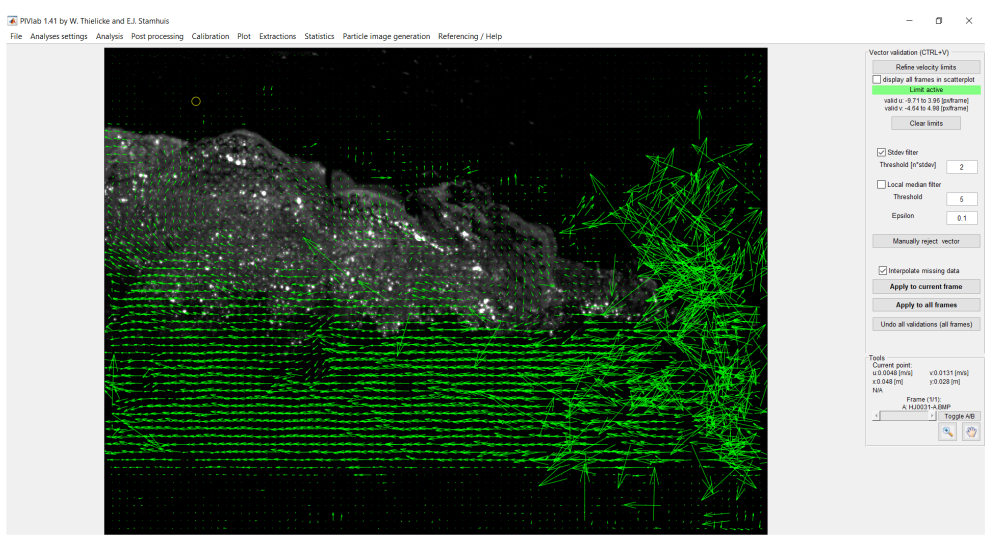 PIVlab 1.41 by W. Thielicke and E.J. Stamhuis
File Analyses settings Analysis Post processing Calibration Plot Extractions Statistics Particle image generation Referencing / Help
Vector validation (CTRL+V)
Refine velocity limits
display all frames in scatterplot
Limit active
valid u: -9.71 to 3.96 [px/frame]
valid v: -4.64 to 4.98 [px/frame]
Clear limits
Stdev filter
Threshold [n*stdev] 2
Local median filter
Threshold 5
Epsilon 0.1
Manually reject vector
Interpolate missing data
Apply to current frame
Apply to all frames
Undo all validations (all frames)
Tools
Current point:
u:0.0048 [m/s] v:0.0131 [m/s]
x:0.048 [m] y:0.028 [m]
N/A
Frame (1/1):
A: HJ0031-A.BMP
Toggle A/B